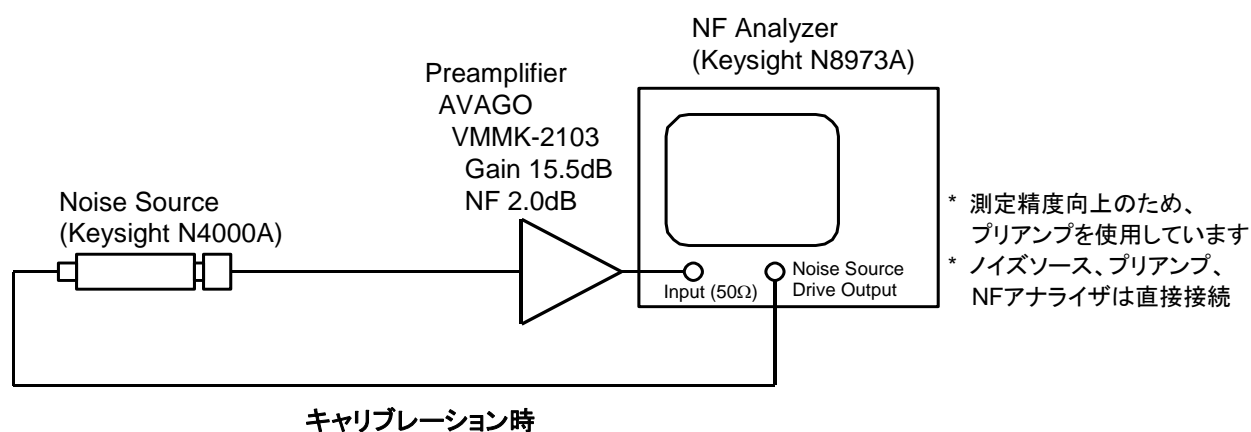 NF Analyzer
(Keysight N8973A)
Preamplifier
AVAGO
VMMK-2103
Gain 15.5dB
NF 2.0dB
Noise Source
(Keysight N4000A)
Input (50Ω)
Noise Source
Drive Output
* 測定精度向上のため、
プリアンプを使用しています
* ノイズソース、プリアンプ、
NFアナライザは直接接続
キャリブレーション時